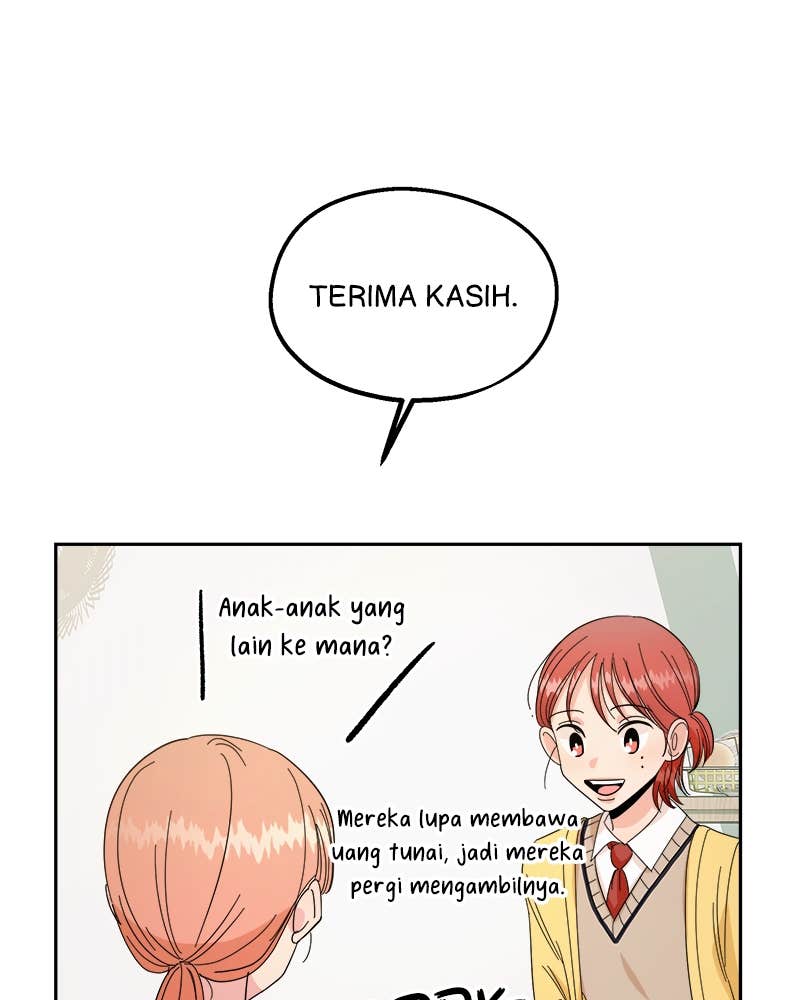 TERIMA KASIH.
Anak-anak yang
lain ke mana?
Mereka lupa membawa
uang tunai, jadi mereka
pergi mengambilnya.